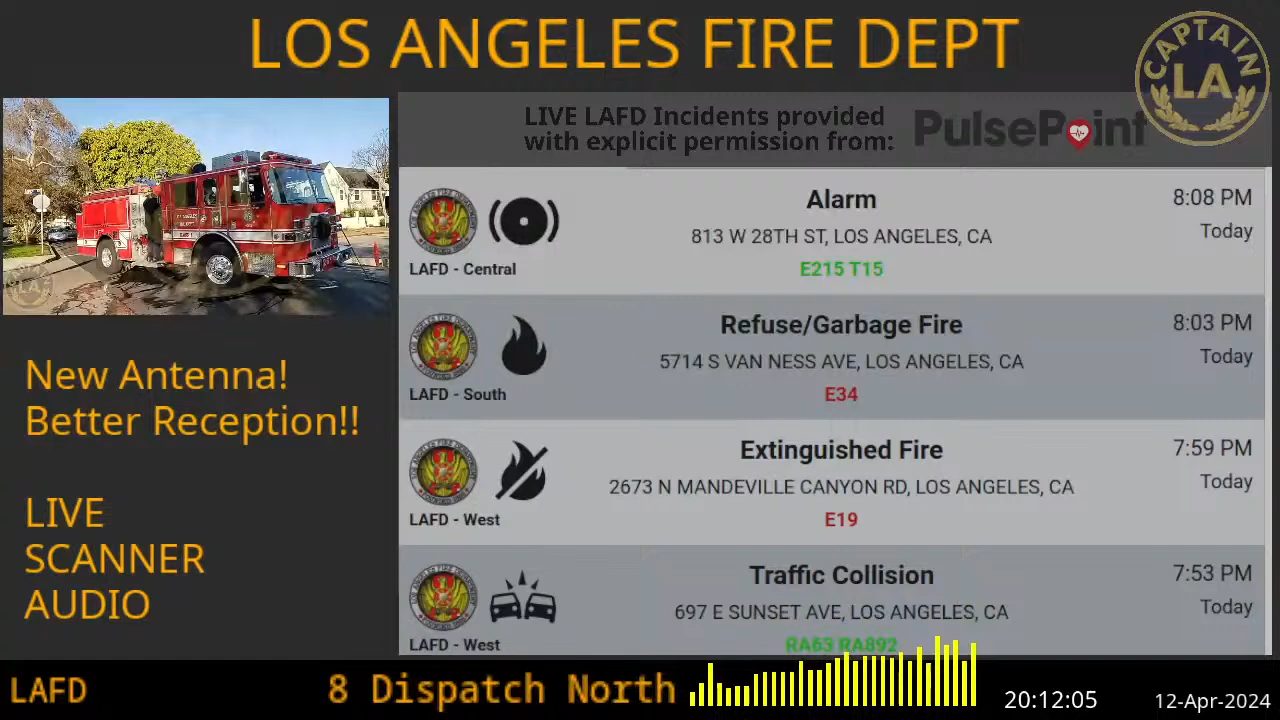 LOS ANGELES FIRE DEPT
CAPTAIN
LA
LIVE LAFD Incidents provided
with explicit permission from:
PulsePoint
Alarm
8:08 PM
813 W 28TH ST, LOS ANGELES, CA
Today
LAFD - Central
E215 T15
Refuse/Garbage Fire
8:03 PM
5714 S VAN NESS AVE, LOS ANGELES, CA
Today
LAFD - South
E34
Extinguished Fire
7:59 PM
2673 N MANDEVILLE CANYON RD, LOS ANGELES, CA
Today
LAFD - West
E19
Traffic Collision
7:53 PM
697 E SUNSET AVE, LOS ANGELES, CA
Today
LAFD - West
RA63 RA892
New Antenna!
Better Reception!!
LIVE
SCANNER
AUDIO
LAFD
8 Dispatch North
20:12:05
12-Apr-2024